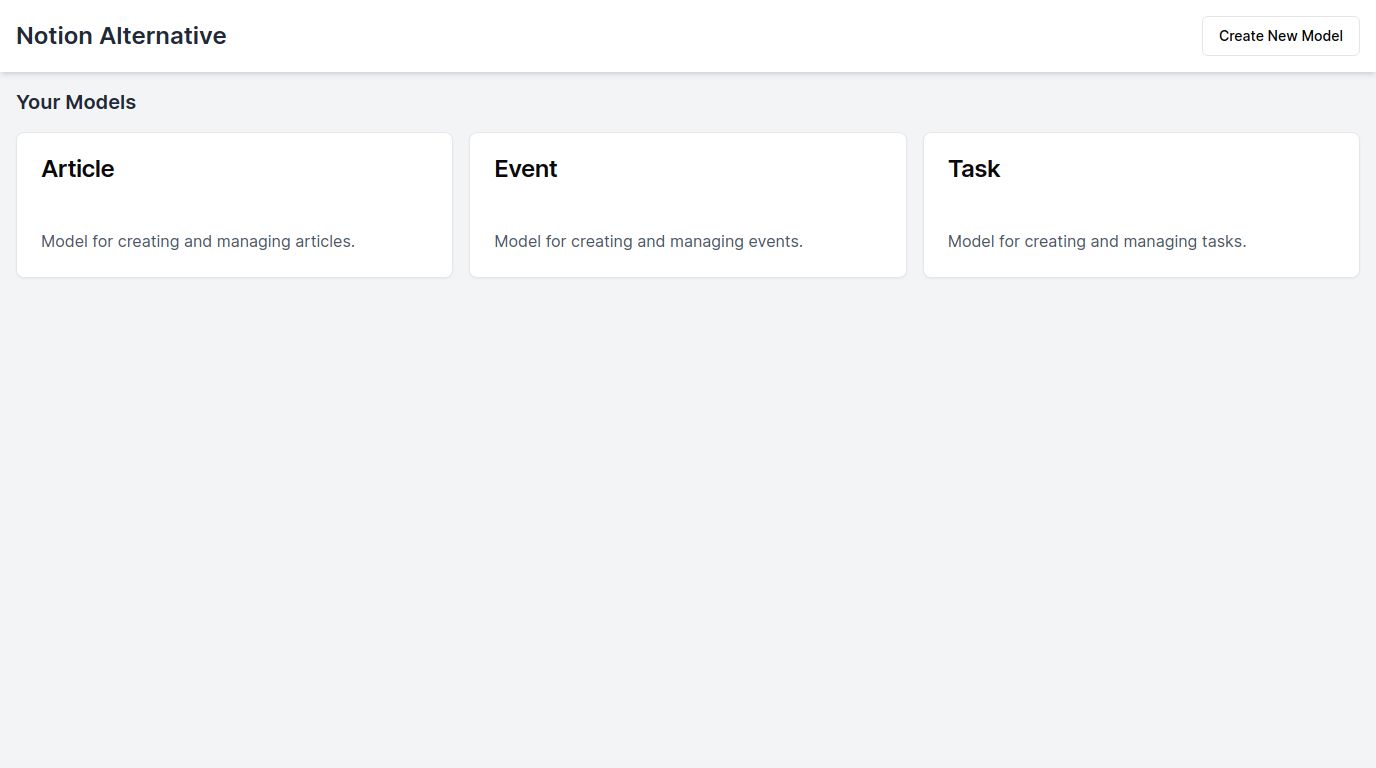 Notion Alternative
Create New Model
Your Models
Article
Model for creating and managing articles.
Event
Model for creating and managing events.
Task
Model for creating and managing tasks.